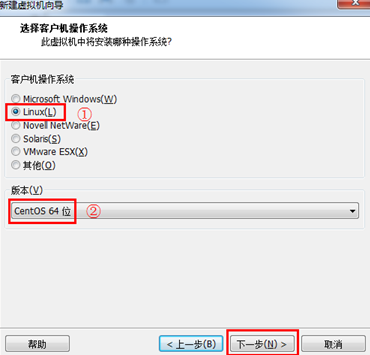 新建虚拟机向导
选择客户机操作系统
此虚拟机中将安装哪种操作系统?
客户机操作系统
Microsoft Windows(W)
Linux(L) ①
Novell NetWare(E)
Solaris(S)
VMware ESX(X)
其他(O)
版本(V)
CentOS 64 位 ②
帮助 < 上一步(B) 下一步(N) > 取消